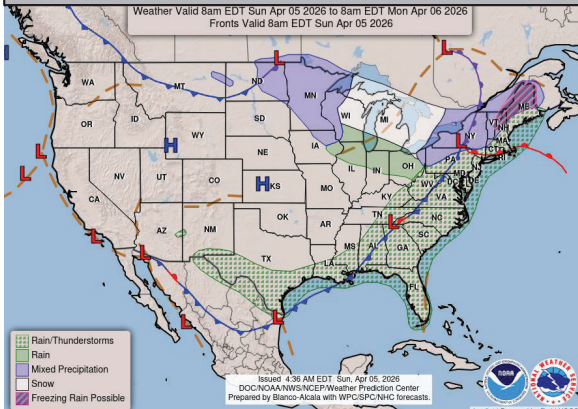 Weather Valid 8am EDT Sun Apr 05 2026 to 8am EDT Mon Apr 06 2026
Fronts Valid 8am EDT Sun Apr 05 2026
H
L
L
WA
MT
ND
MN
OR
ID
WY
SD
WI
MI
ME
VT
NH
NY
MA
CT
RI
L
H
L
L
NV
UT
CO
NE
IA
IL
IN
OH
PA
MD
DE
DC
NJ
WV
VA
CA
H
KS
MO
KY
AZ
NM
OK
AR
TN
L
NC
SC
L
L
TX
LA
MS
AL
GA
FL
L
L
Rain/Thunderstorms
Rain
Mixed Precipitation
Snow
Freezing Rain Possible
Issued 4:36 AM EDT Sun, Apr 05, 2026
DOC/NOAA/NWS/NCEP/Weather Prediction Center
Prepared by Blanco-Alcala with WPC/SPC/NHC forecasts.
NOAA
NATIONAL WEATHER SERVICE